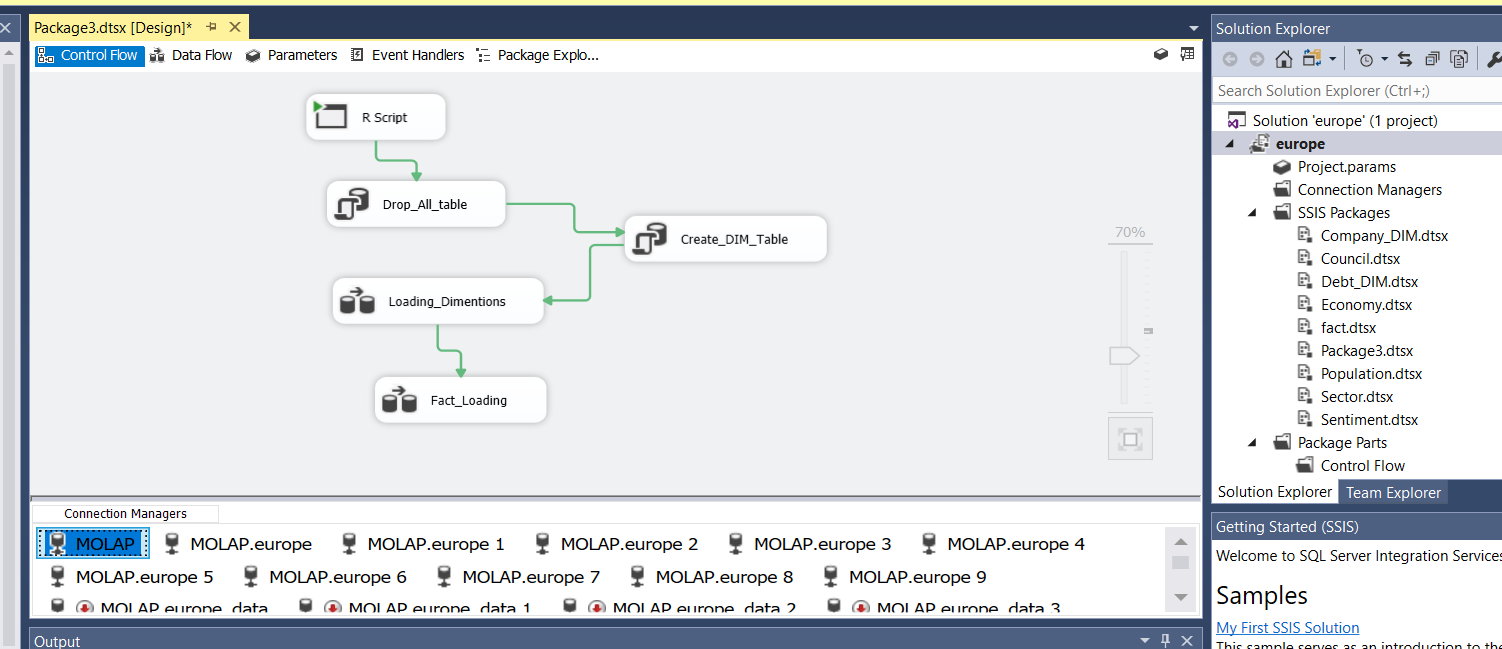 Package3.dtsx [Design]*
Control Flow Data Flow Parameters Event Handlers Package Explo...
R Script
Drop_All_table
Create_DIM_Table
Loading_Dimentions
Fact_Loading
70%
Connection Managers
MOLAP MOLAP.europe MOLAP.europe 1 MOLAP.europe 2 MOLAP.europe 3 MOLAP.europe 4
MOLAP.europe 5 MOLAP.europe 6 MOLAP.europe 7 MOLAP.europe 8 MOLAP.europe 9
MOLAP.europe_data MOLAP.europe_data 1 MOLAP.europe_data 2 MOLAP.europe_data 3
Output
Solution Explorer
Search Solution Explorer (Ctrl+;)
Solution 'europe' (1 project)
europe
Project.params
Connection Managers
SSIS Packages
Company_DIM.dtsx
Council.dtsx
Debt_DIM.dtsx
Economy.dtsx
fact.dtsx
Package3.dtsx
Population.dtsx
Sector.dtsx
Sentiment.dtsx
Package Parts
Control Flow
Solution Explorer Team Explorer
Getting Started (SSIS)
Welcome to SQL Server Integration Services
Samples
My First SSIS Solution
This sample serves as an introduction to the